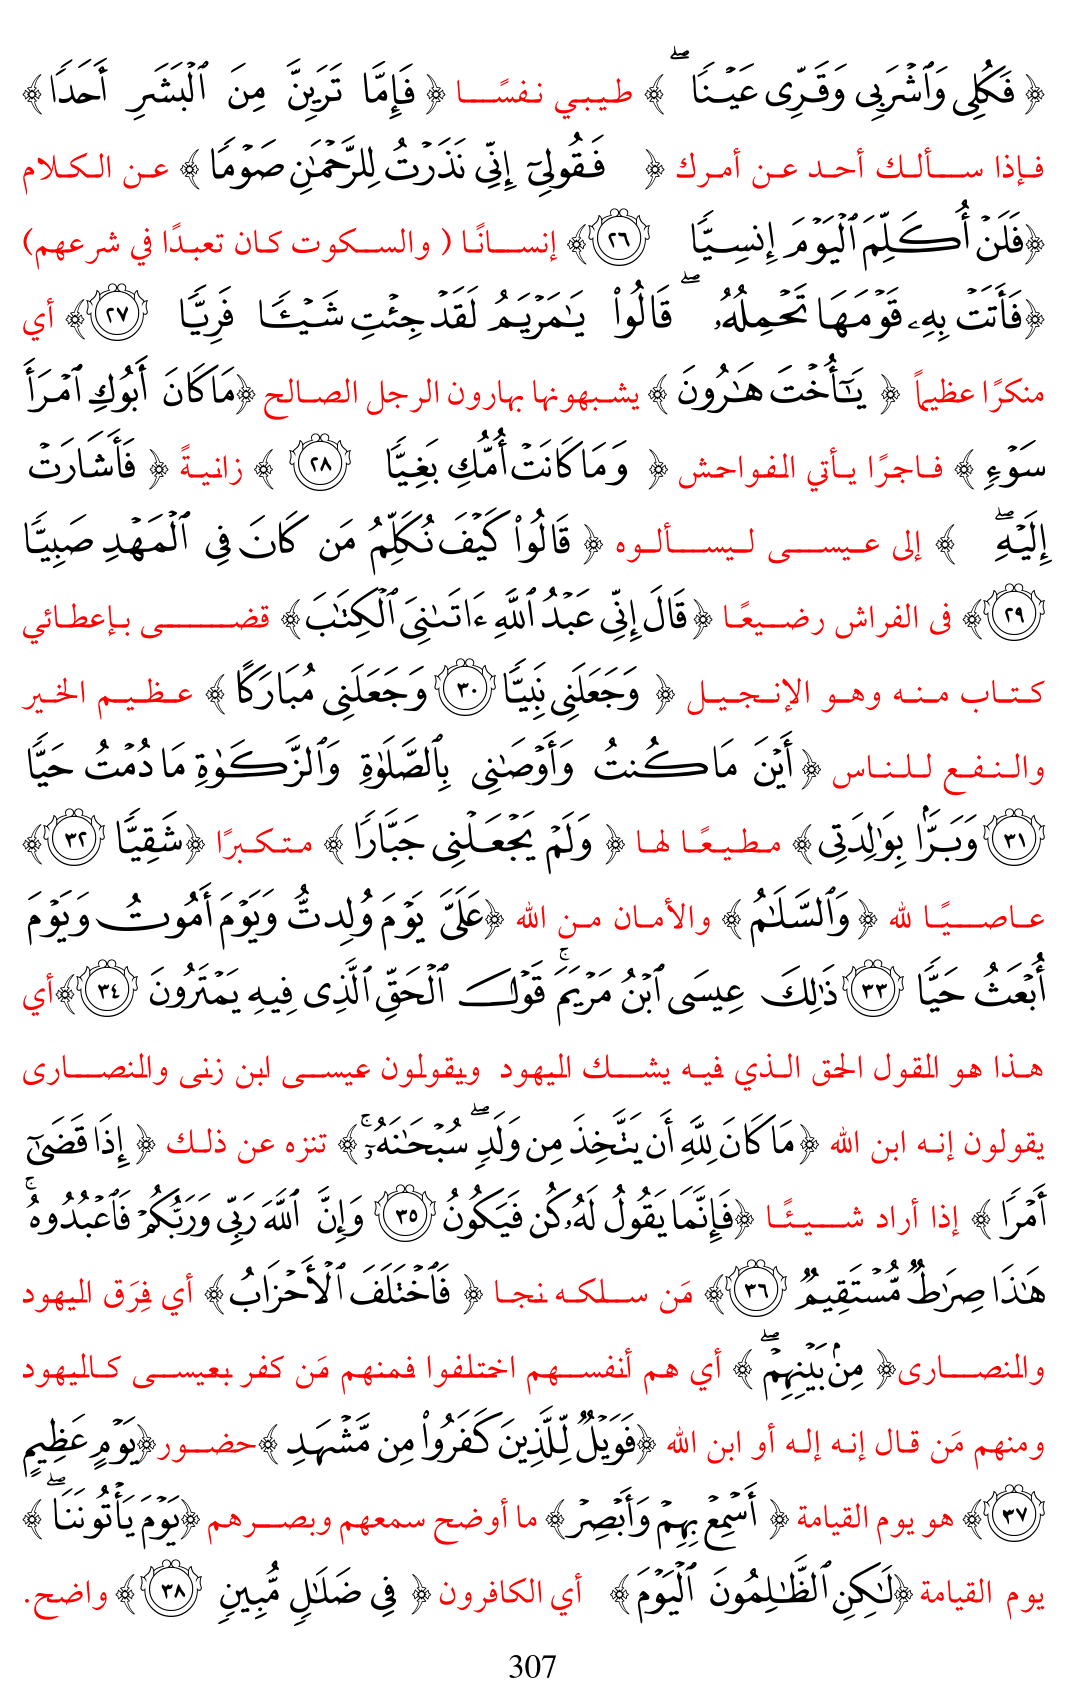 ﴿ فَكُلِي وَٱشْرَبِي وَقَرِّي عَيْنٗاۖ ﴾ طيبي نفسًا ﴿ فَإِمَّا تَرَيِنَّ مِنَ ٱلْبَشَرِ أَحَدٗا ﴾
فإذا سألك أحد عن أمرك ﴿ فَقُولِيٓ إِنِّي نَذَرْتُ لِلرَّحْمَٰنِ صَوْمٗا ﴾ عن الكلام
﴿فَلَنْ أُكَلِّمَ ٱلْيَوْمَ إِنسِيّٗا ٢٦﴾ إنسانًا ( والسكوت كان تعبدًا في شرعهم)
﴿فَأَتَتْ بِهِۦ قَوْمَهَا تَحْمِلُهُۥۖ قَالُوا۟ يَٰمَرْيَمُ لَقَدْ جِئْتِ شَيْـٔٗا فَرِيّٗا ٢٧﴾ أي
منكرًا عظيماً ﴿ يَٰٓأُخْتَ هَٰرُونَ ﴾ يشبهونها بهارون الرجل الصالح ﴿مَا كَانَ أَبُوكِ ٱمْرَأَ
سَوْءٖ ﴾ فاجرًا يأتي الفواحش ﴿ وَمَا كَانَتْ أُمُّكِ بَغِيّٗا ٢٨ ﴾ زانيةً ﴿ فَأَشَارَتْ
إِلَيْهِۖ ﴾ إلى عيسى ليسألوه ﴿ قَالُوا۟ كَيْفَ نُكَلِّمُ مَن كَانَ فِي ٱلْمَهْدِ صَبِيّٗا
٢٩﴾ فى الفراش رضيعًا ﴿قَالَ إِنِّي عَبْدُ ٱللَّهِ ءَاتَىٰنِيَ ٱلْكِتَٰبَ﴾ قضى بإعطائي
كتاب منه وهو الإنجيل ﴿ وَجَعَلَنِي نَبِيّٗا ٣٠ وَجَعَلَنِي مُبَارَكًا ﴾ عظيم الخير
والنفع للناس ﴿أَيْنَ مَا كُنتُ وَأَوْصَٰنِي بِٱلصَّلَوٰةِ وَٱلزَّكَوٰةِ مَا دُمْتُ حَيّٗا
٣١ وَبَرَّۢا بِوَٰلِدَتِي﴾ مطيعًا لها ﴿ وَلَمْ يَجْعَلْنِي جَبَّارٗا ﴾ متكبرًا ﴿شَقِيّٗا ٣٢﴾
عاصيًا لله ﴿وَٱلسَّلَٰمُ ﴾ والأمان من الله ﴿عَلَيَّ يَوْمَ وُلِدتُّ وَيَوْمَ أَمُوتُ وَيَوْمَ
أُبْعَثُ حَيّٗا ٣٣ ذَٰلِكَ عِيسَى ٱبْنُ مَرْيَمَۚ قَوْلَ ٱلْحَقِّ ٱلَّذِي فِيهِ يَمْتَرُونَ ٣٤﴾أي
هذا هو القول الحق الذي فيه يشك اليهود ويقولون عيسى ابن زنى والنصارى
يقولون إنه ابن الله ﴿مَا كَانَ لِلَّهِ أَن يَتَّخِذَ مِن وَلَدٖۖ سُبْحَٰنَهُۥٓۚ﴾ تنزه عن ذلك ﴿ إِذَا قَضَىٰٓ
أَمْرٗا ﴾ إذا أراد شيئًا ﴿فَإِنَّمَا يَقُولُ لَهُۥ كُن فَيَكُونُ ٣٥ وَإِنَّ ٱللَّهَ رَبِّي وَرَبُّكُمْ فَٱعْبُدُوهُۚ
هَٰذَا صِرَٰطٞ مُّسْتَقِيمٞ ٣٦﴾ مَن سلكه نجا ﴿ فَٱخْتَلَفَ ٱلْأَحْزَابُ﴾ أي فِرَق اليهود
والنصارى﴿ مِنۢ بَيْنِهِمْۖ ﴾ أي هم أنفسهم اختلفوا فمنهم مَن كفر بعيسى كاليهود
ومنهم مَن قال إنه إله أو ابن الله ﴿فَوَيْلٞ لِّلَّذِينَ كَفَرُوا۟ مِن مَّشْهَدِ ﴾حضور﴿يَوْمٍ عَظِيمٍ
٣٧﴾ هو يوم القيامة ﴿ أَسْمِعْ بِهِمْ وَأَبْصِرْ﴾ ما أوضح سمعهم وبصرهم ﴿يَوْمَ يَأْتُونَنَاۖ ﴾
يوم القيامة ﴿لَٰكِنِ ٱلظَّٰلِمُونَ ٱلْيَوْمَ﴾ أي الكافرون ﴿ فِي ضَلَٰلٖ مُّبِينٖ ٣٨ ﴾ واضح.
307